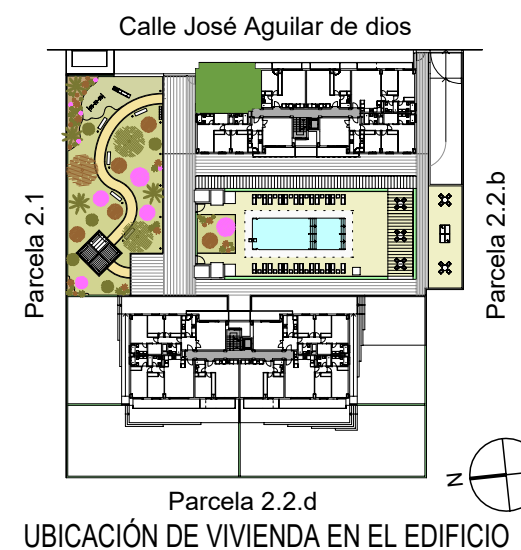 Calle José Aguilar de dios
Parcela 2.1
Parcela 2.2.b
N
Parcela 2.2.d
UBICACIÓN DE VIVIENDA EN EL EDIFICIO